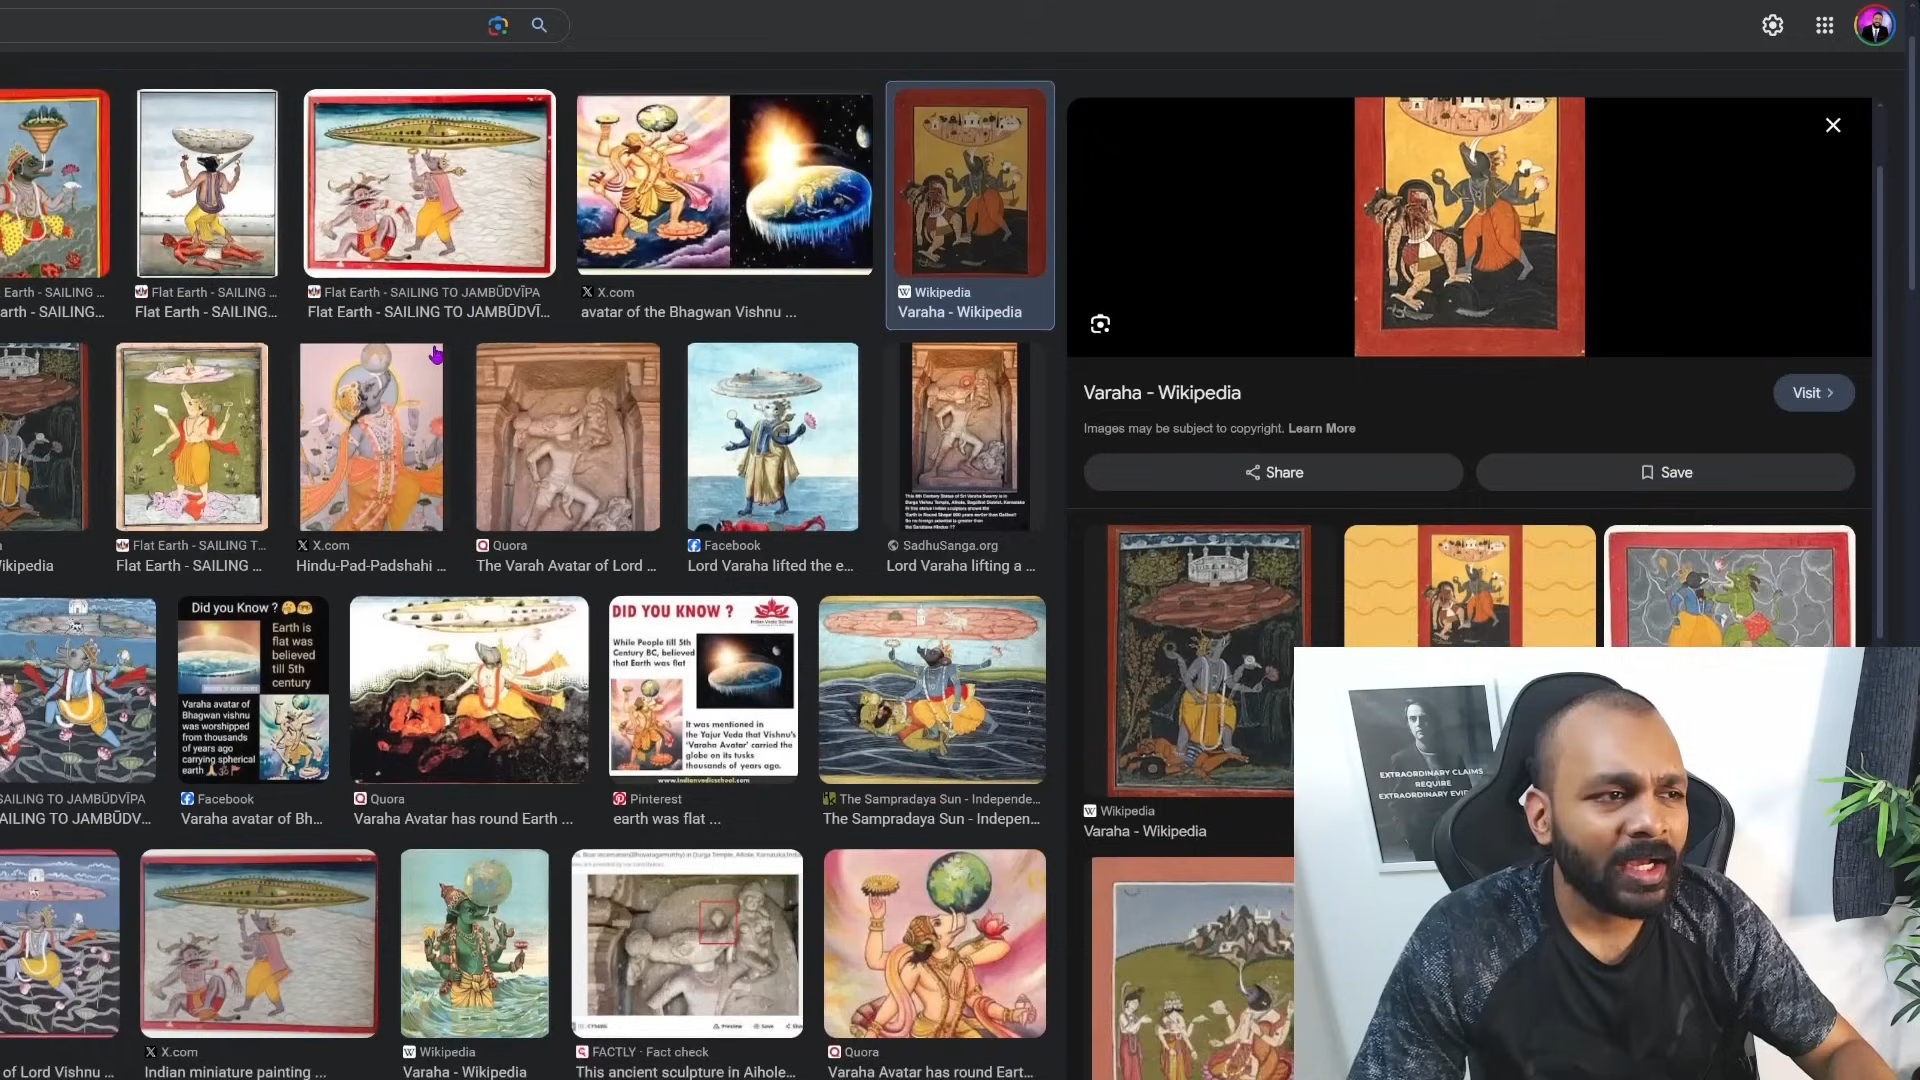 Earth - SAILING ...
arth - SAILING...
Flat Earth - SAILING ...
Flat Earth - SAILING...
Flat Earth - SAILING TO JAMBŪDVĪPA
Flat Earth - SAILING TO JAMBŪDVĪ...
X.com
avatar of the Bhagwan Vishnu ...
W Wikipedia
Varaha - Wikipedia
Varaha - Wikipedia
Visit
Images may be subject to copyright. Learn More
Share
Save
ikipedia
Flat Earth - SAILING T...
Flat Earth - SAILING ...
X.com
Hindu-Pad-Padshahi ...
Quora
The Varah Avatar of Lord ...
Facebook
Lord Varaha lifted the e...
SadhuSanga.org
Lord Varaha lifting a ...
Did you Know ?
Earth is
flat was
believed
till 5th
century
Varaha avatar of
Bhagwan vishnu
was worshipped
from thousands
of years ago
carrying spherical
earth
DID YOU KNOW ?
Indian Vedic School
While People till 5th
Century BC, believed
that Earth was flat
It was mentioned in
the Yajur Veda that Vishnu's
'Varaha Avatar' carried the
globe on its tusks
thousands of years ago.
www.indianvedicschool.com
SAILING TO JAMBŪDVĪPA
AILING TO JAMBŪDV...
Facebook
Varaha avatar of Bh...
Quora
Varaha Avatar has round Earth ...
Pinterest
earth was flat ...
The Sampradaya Sun - Independe...
The Sampradaya Sun - Indepen...
W Wikipedia
Varaha - Wikipedia
EXTRAORDINARY CLAIMS
REQUIRE
EXTRAORDINARY EVID
of Lord Vishnu ...
X.com
Indian miniature painting ...
W Wikipedia
Varaha - Wikipedia
FACTLY · Fact check
This ancient sculpture in Aihole...
Quora
Varaha Avatar has round Eart...